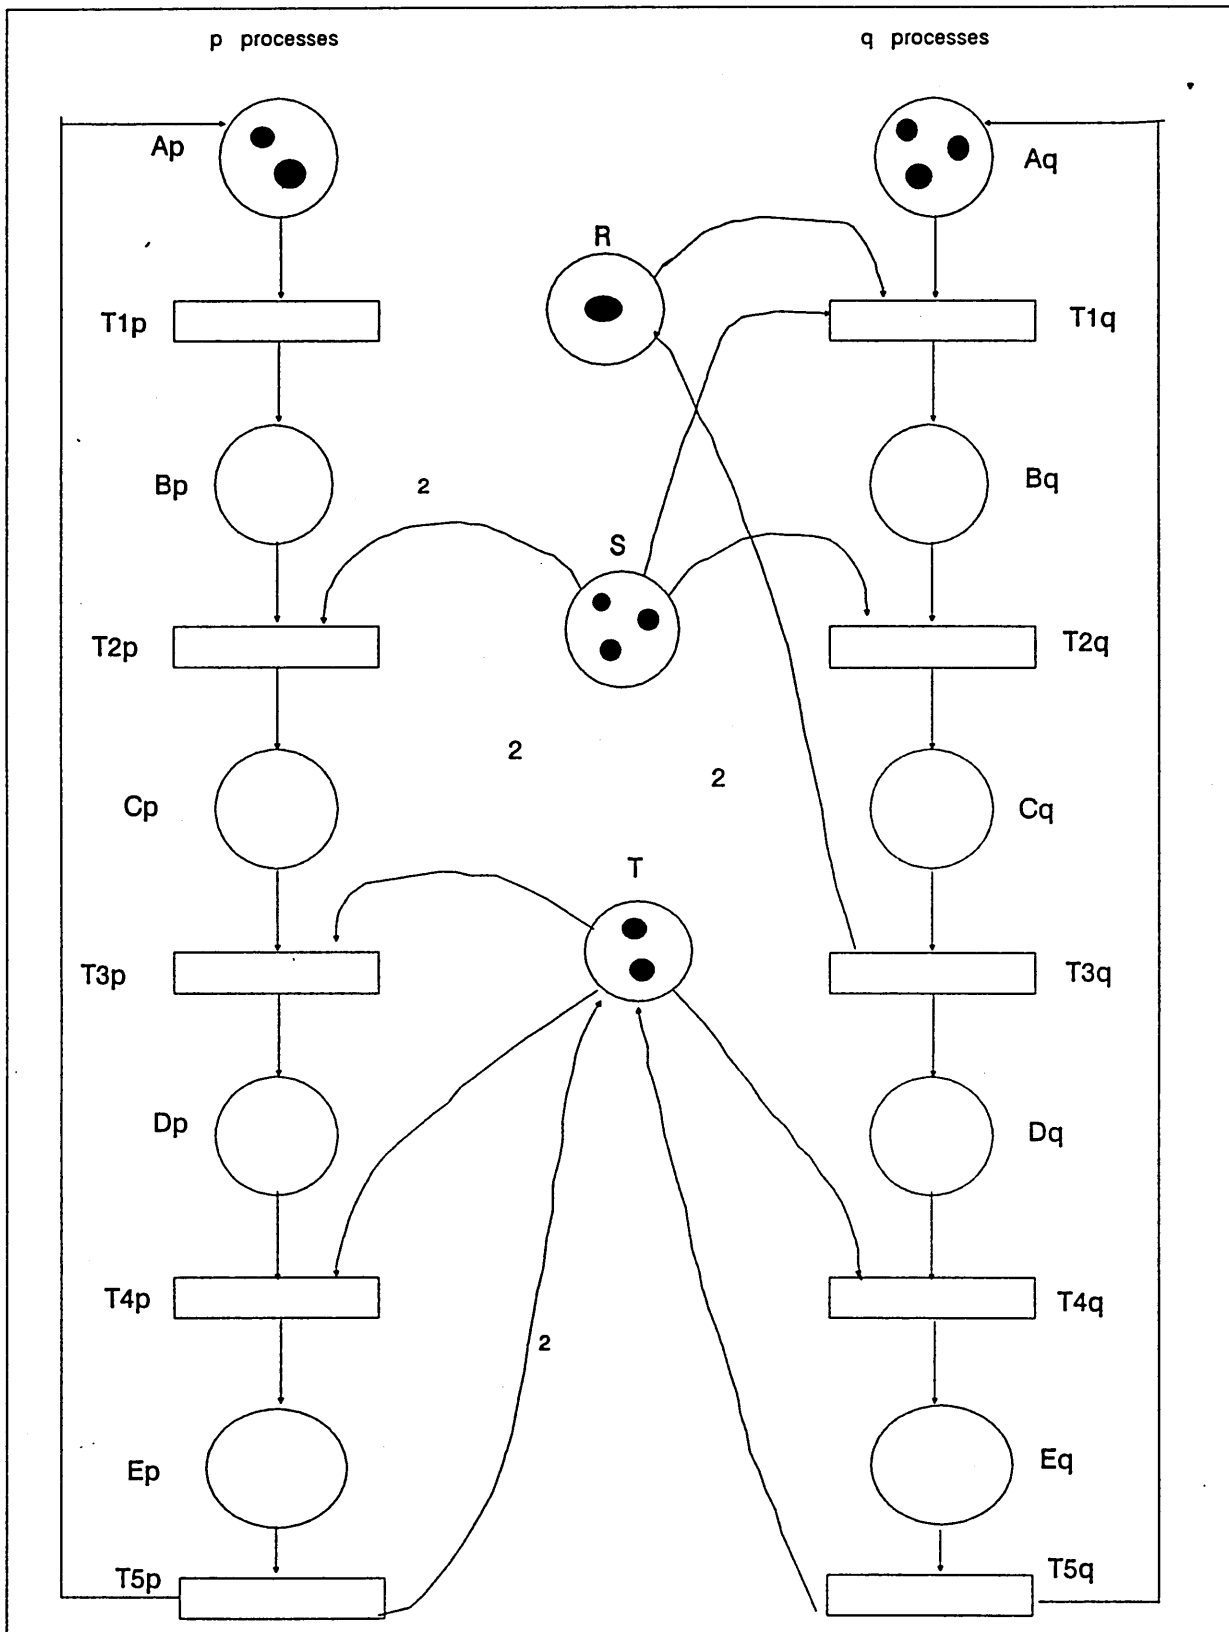 p processes
q processes
Ap
Aq
R
T1p
T1q
Bp
2
Bq
S
T2p
T2q
2
2
Cp
Cq
T
T3p
T3q
Dp
Dq
T4p
T4q
2
Ep
Eq
T5p
T5q